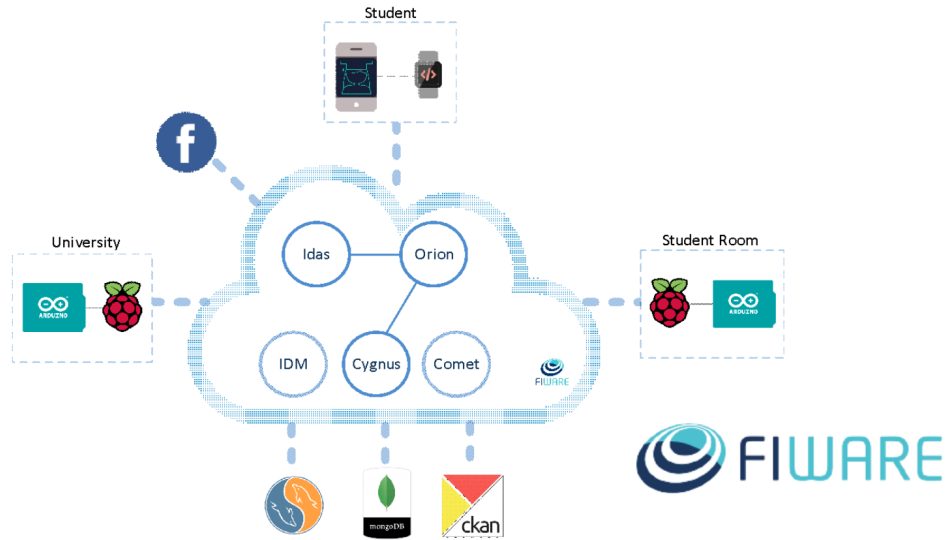 Student
</>
f
University
Student Room
Idas
Orion
ARDUINO
ARDUINO
IDM
Cygnus
Comet
FIWARE
FIWARE
mongoDB
ckan